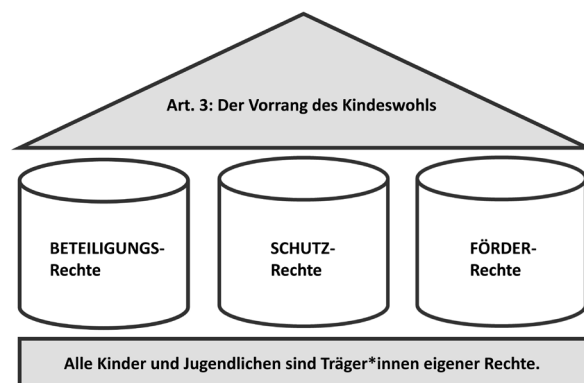 Art. 3: Der Vorrang des Kindeswohls
BETEILIGUNGS-
Rechte
SCHUTZ-
Rechte
FÖRDER-
Rechte
Alle Kinder und Jugendlichen sind Träger*innen eigener Rechte.